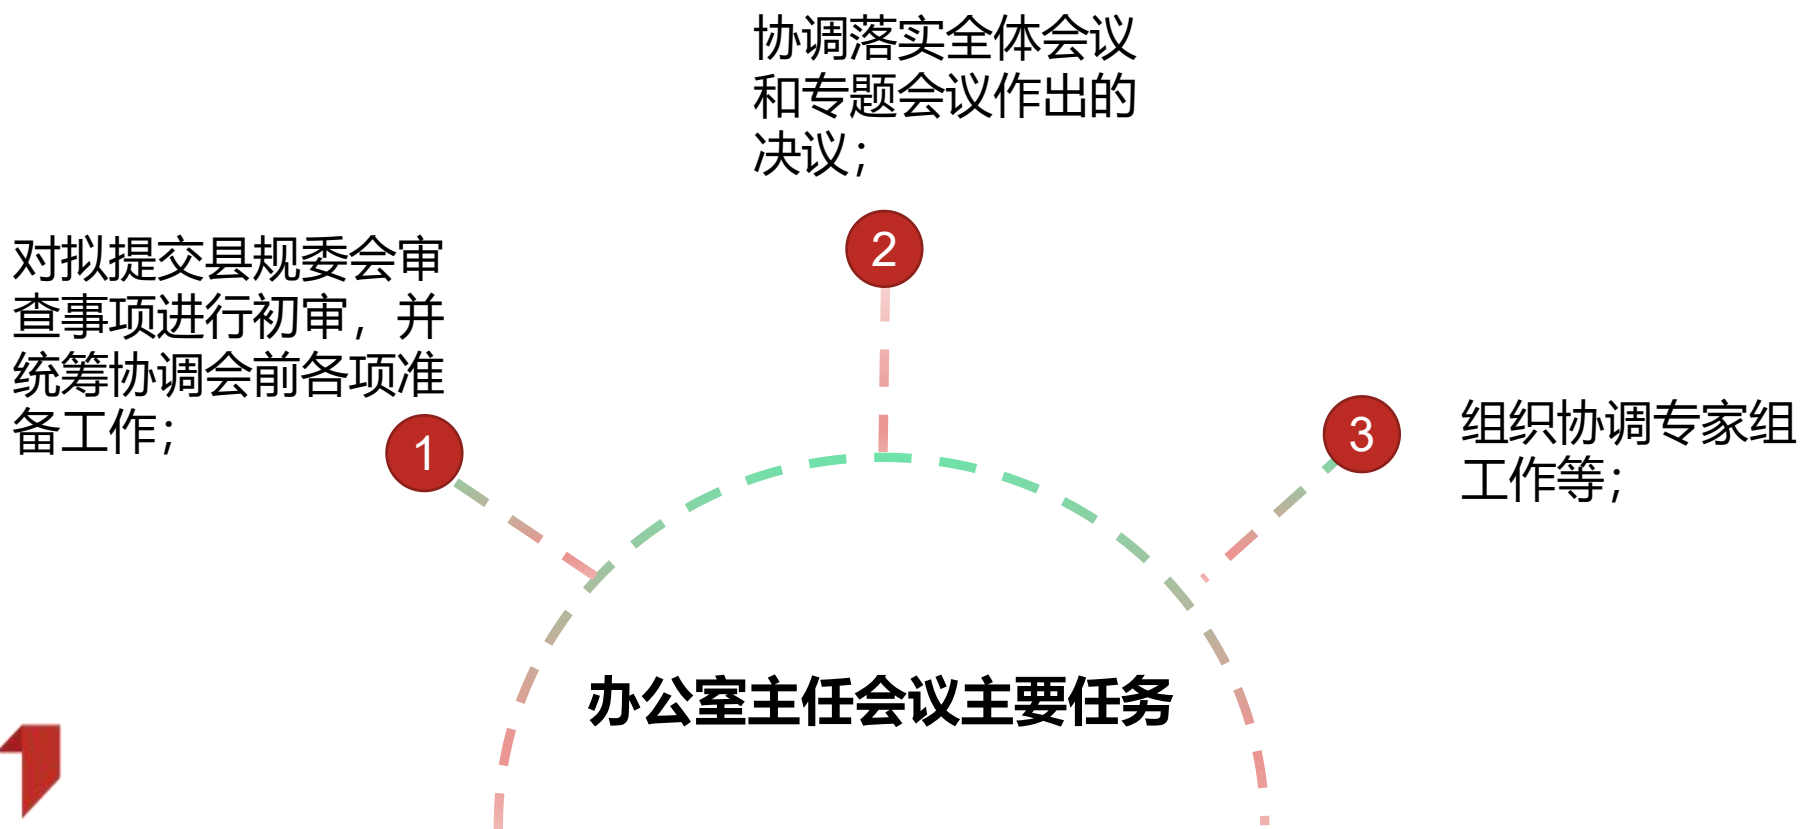 对拟提交县规委会审
查事项进行初审，并
统筹协调会前各项准
备工作；
1
协调落实全体会议
和专题会议作出的
决议；
2
3
组织协调专家组
工作等；
办公室主任会议主要任务